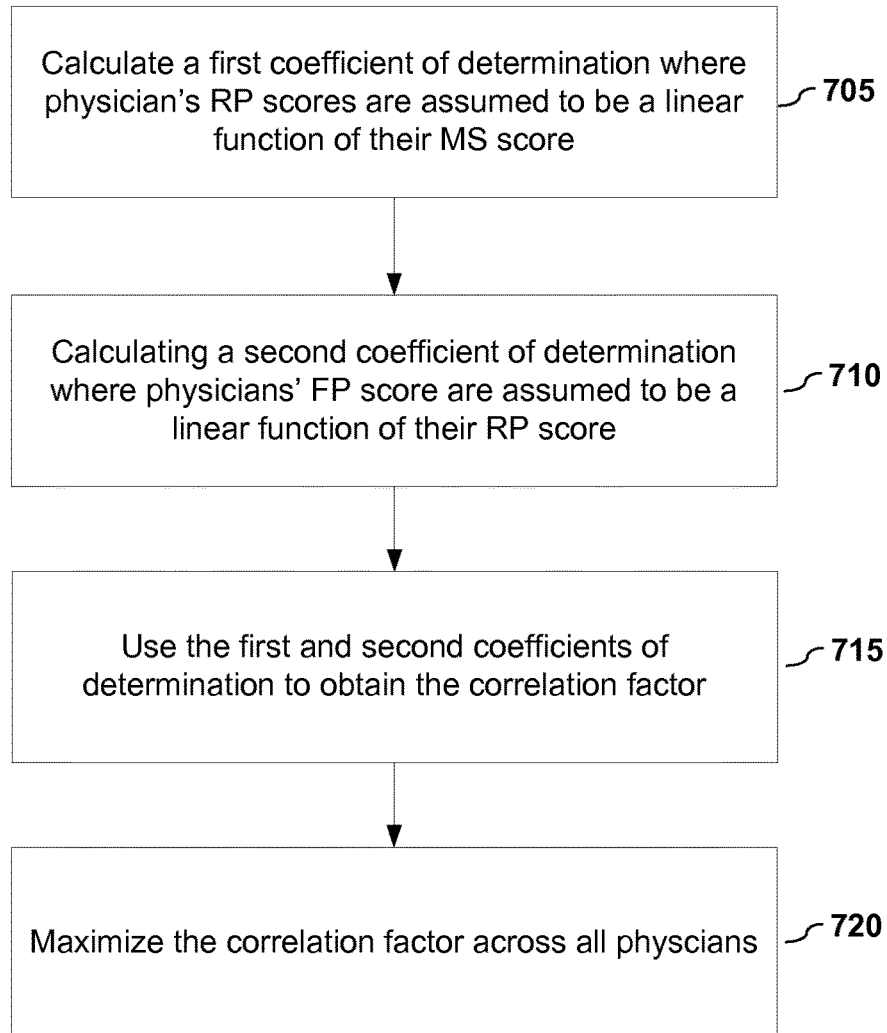 Calculate a first coefficient of determination where
physician's RP scores are assumed to be a linear
function of their MS score
705
Calculating a second coefficient of determination
where physicians' FP score are assumed to be a
linear function of their RP score
710
Use the first and second coefficients of
determination to obtain the correlation factor
715
Maximize the correlation factor across all physcians
720